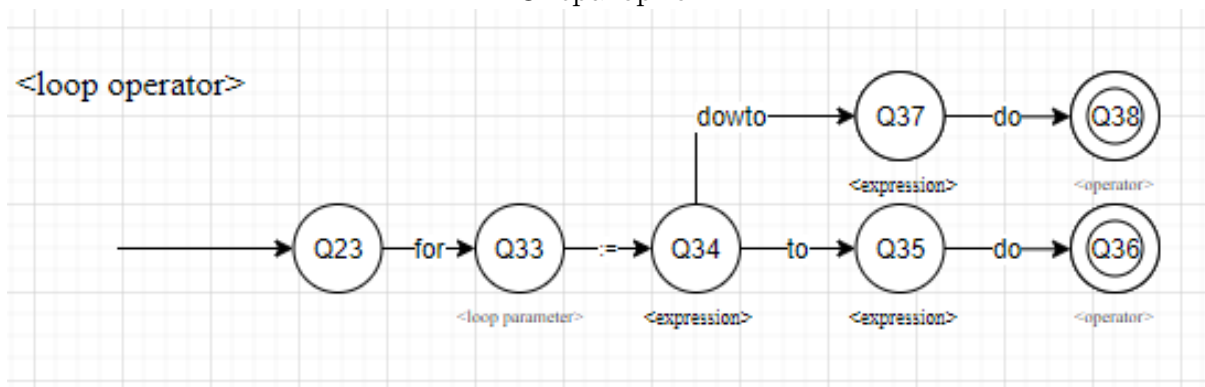 <loop operator>
dowto
Q37
do
Q38
<expression>
<operator>
Q23
for
Q33
:=
Q34
to
Q35
do
Q36
<loop parameter>
<expression>
<expression>
<operator>